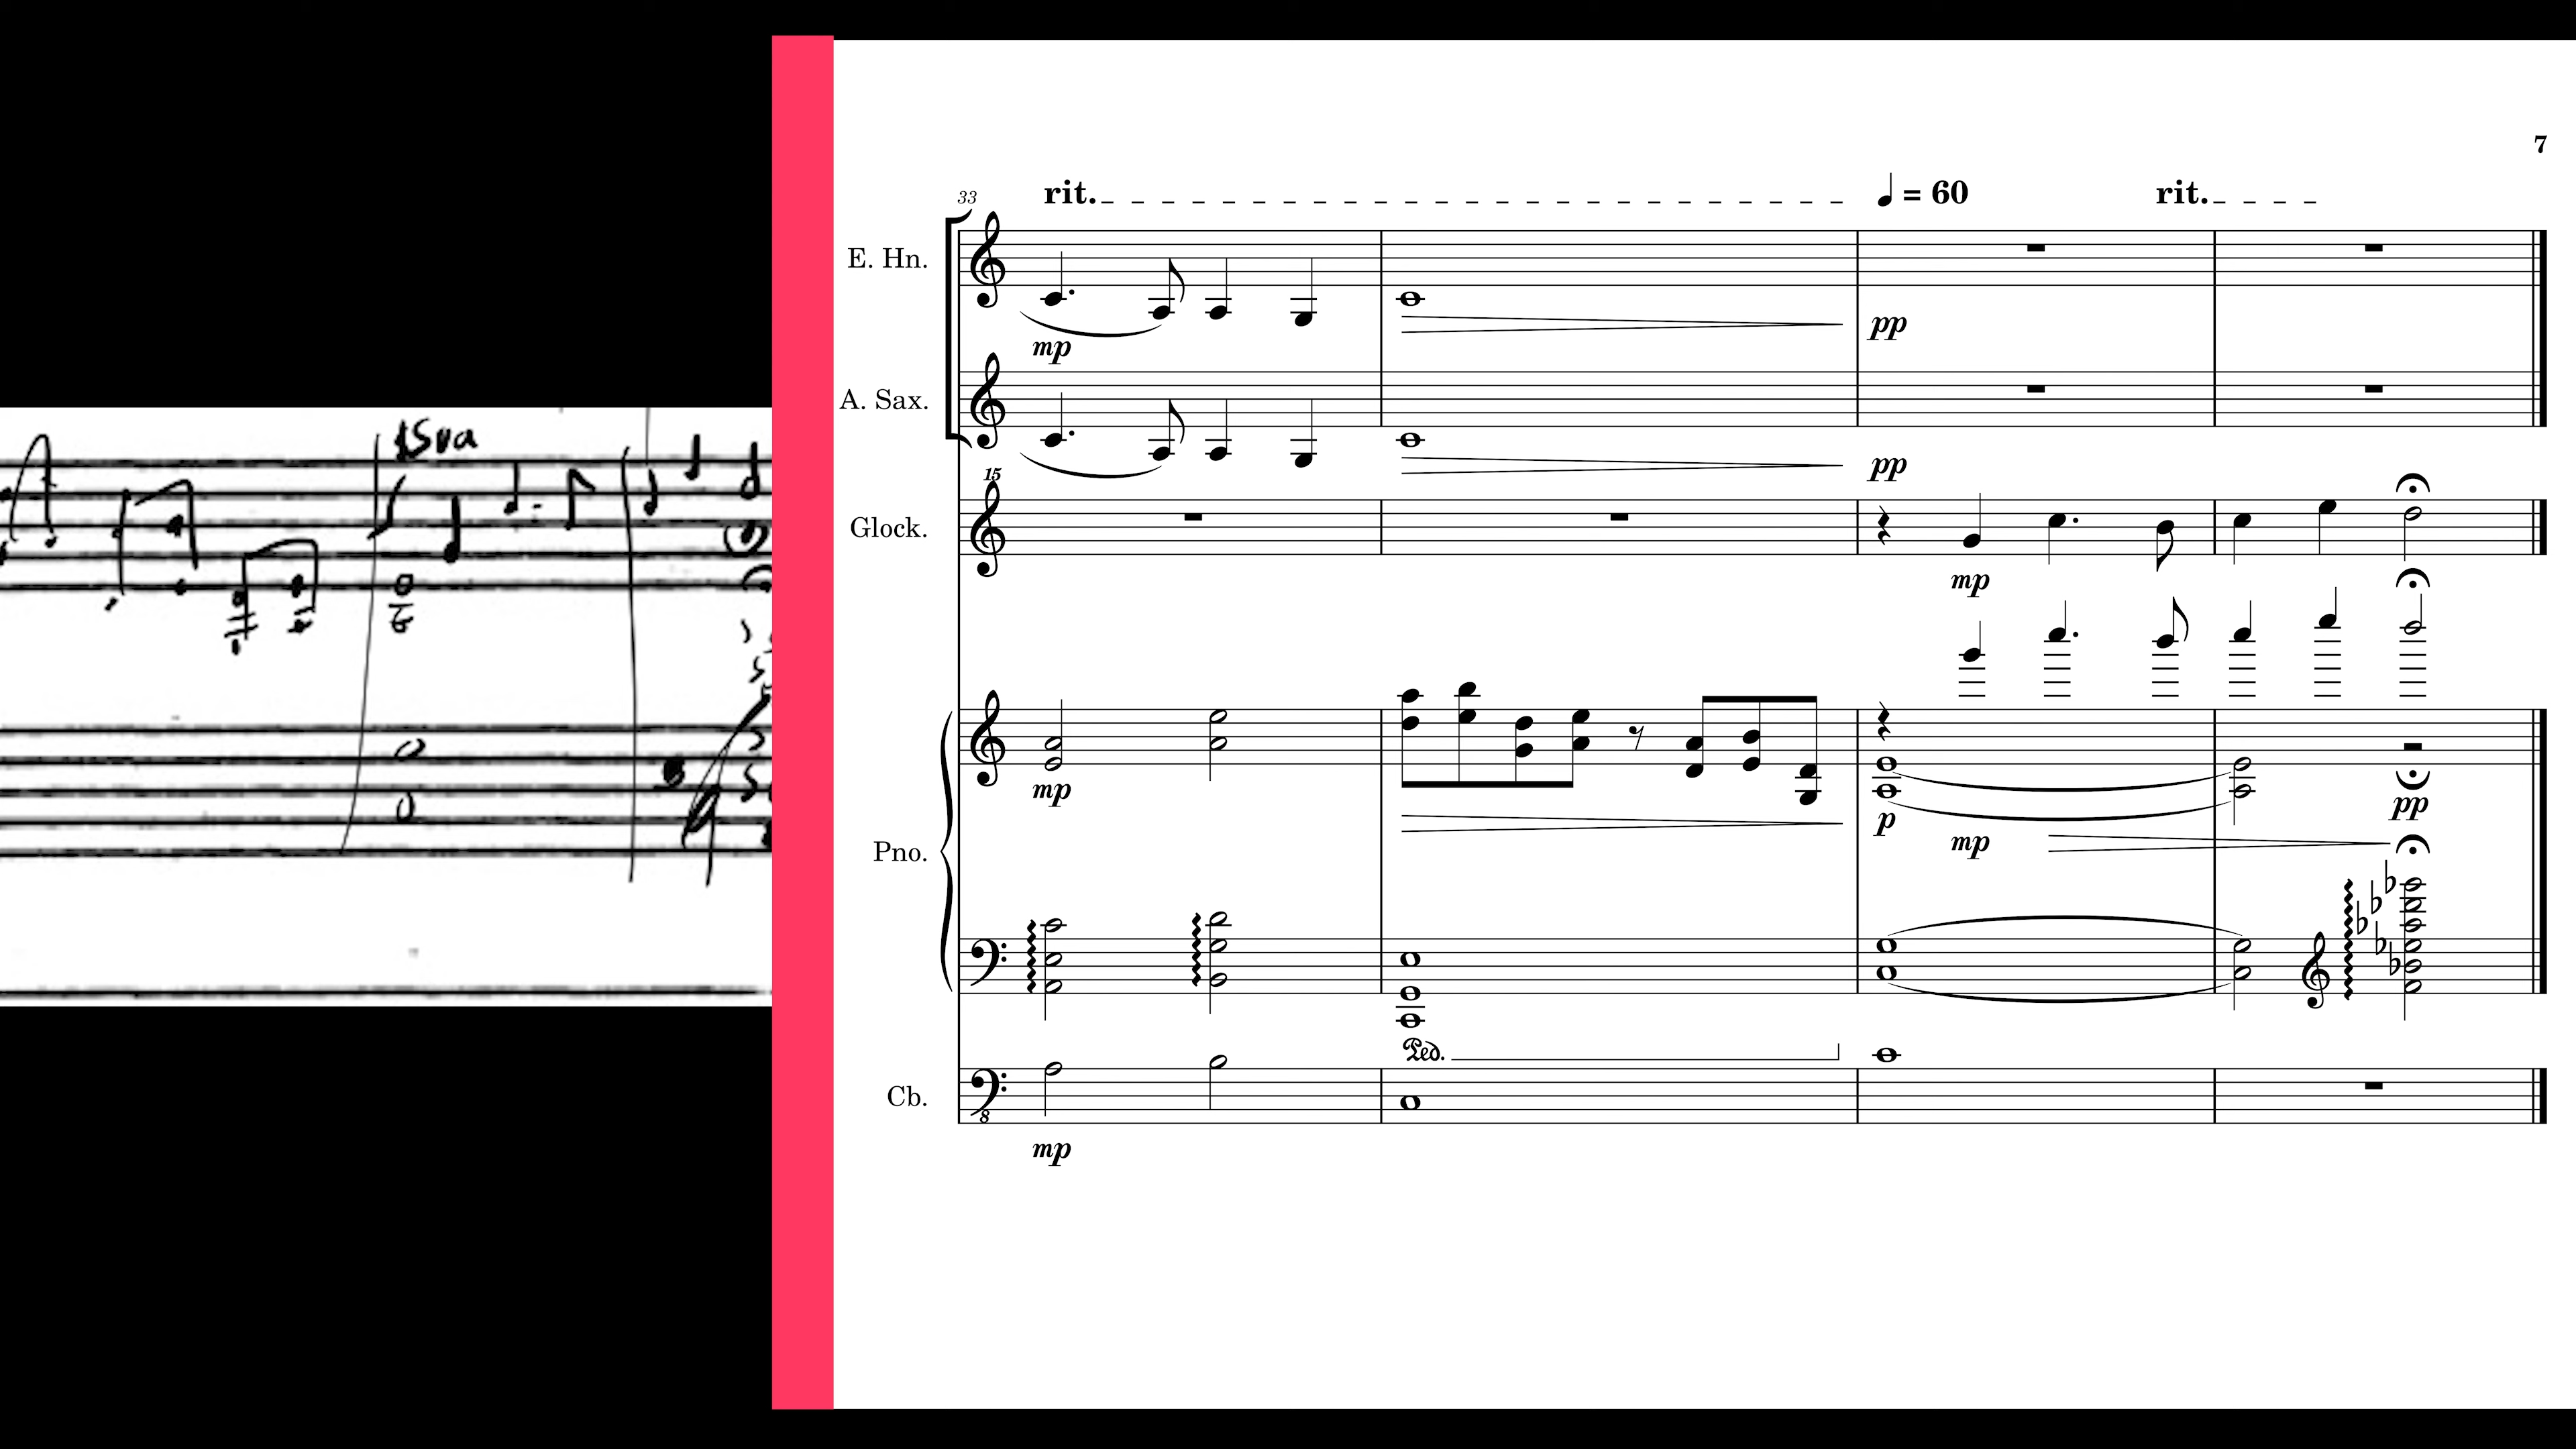 15va
7
33 rit. ♩ = 60 rit.
E. Hn.
mp pp
A. Sax.
mp pp
15
Glock.
mp
Pno.
mp p mp pp
Ped.
Cb.
8
mp